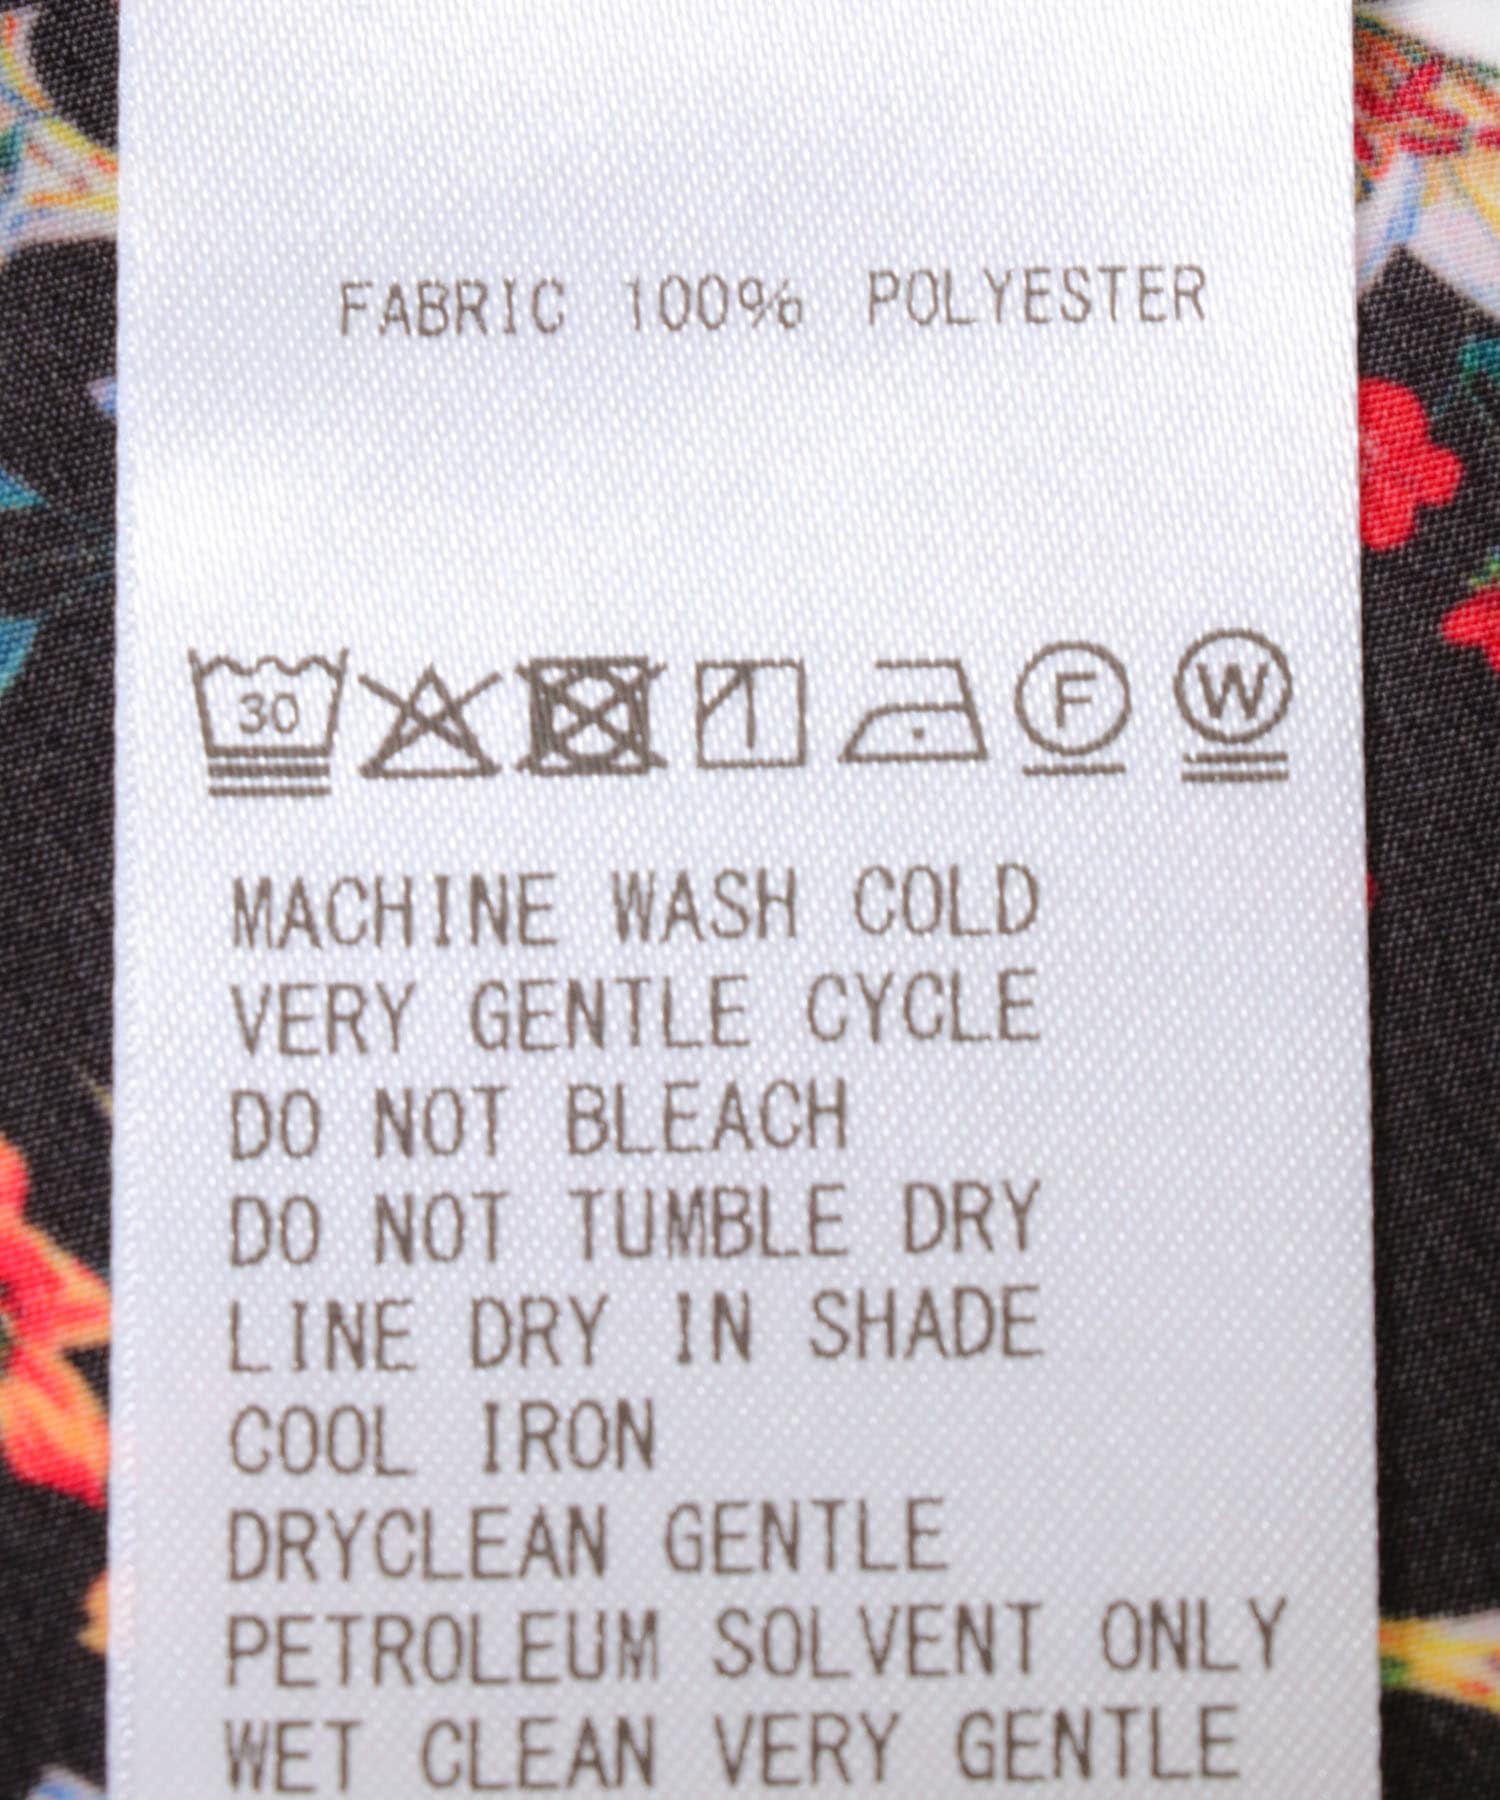 FABRIC 100% POLYESTER
30 F W
MACHINE WASH COLD
VERY GENTLE CYCLE
DO NOT BLEACH
DO NOT TUMBLE DRY
LINE DRY IN SHADE
COOL IRON
DRYCLEAN GENTLE
PETROLEUM SOLVENT ONLY
WET CLEAN VERY GENTLE